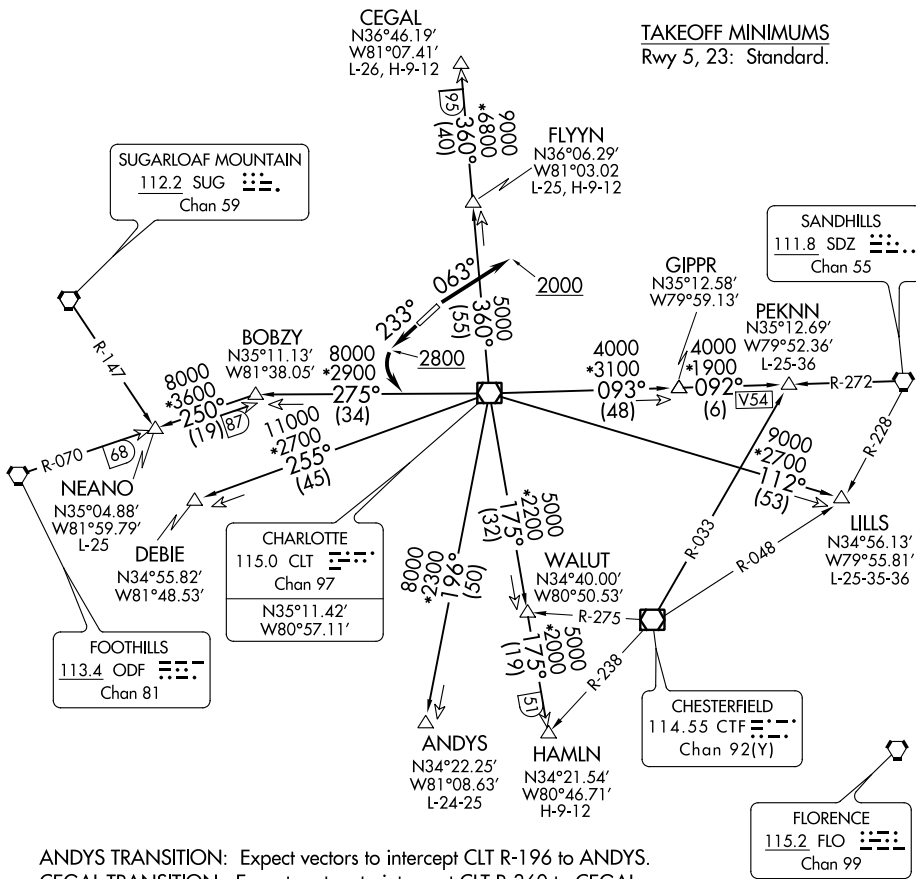 CEGAL
N36°46.19'
W81°07.41'
L-26, H-9-12
TAKEOFF MINIMUMS
Rwy 5, 23: Standard.
9000
*6800
360°
(40)
95
FLYYN
N36°06.29'
W81°03.02
L-25, H-9-12
SUGARLOAF MOUNTAIN
112.2 SUG
Chan 59
SANDHILLS
111.8 SDZ
Chan 55
063°
2000
233°
2800
5000
360°
(55)
GIPPR
N35°12.58'
W79°59.13'
PEKNN
N35°12.69'
W79°52.36'
L-25-36
R-147
BOBZY
N35°11.13'
W81°38.05'
8000
*3600
250°
(19)
87
8000
*2900
275°
(34)
4000
*3100
093°
(48)
4000
*1900
092°
(6)
V54
R-272
R-228
R-070
68
11000
*2700
255°
(45)
9000
*2700
112°
(53)
NEANO
N35°04.88'
W81°59.79'
L-25
DEBIE
N34°55.82'
W81°48.53'
CHARLOTTE
115.0 CLT
Chan 97
N35°11.42'
W80°57.11'
5000
*2200
175°
(32)
8000
*2300
196°
(50)
WALUT
N34°40.00'
W80°50.53'
R-275
R-033
R-048
LILLS
N34°56.13'
W79°55.81'
L-25-35-36
FOOTHILLS
113.4 ODF
Chan 81
5000
*2000
175°
(19)
51
R-238
CHESTERFIELD
114.55 CTF
Chan 92(Y)
ANDYS
N34°22.25'
W81°08.63'
L-24-25
HAMLN
N34°21.54'
W80°46.71'
H-9-12
FLORENCE
115.2 FLO
Chan 99
ANDYS TRANSITION: Expect vectors to intercept CLT R-196 to ANDYS.